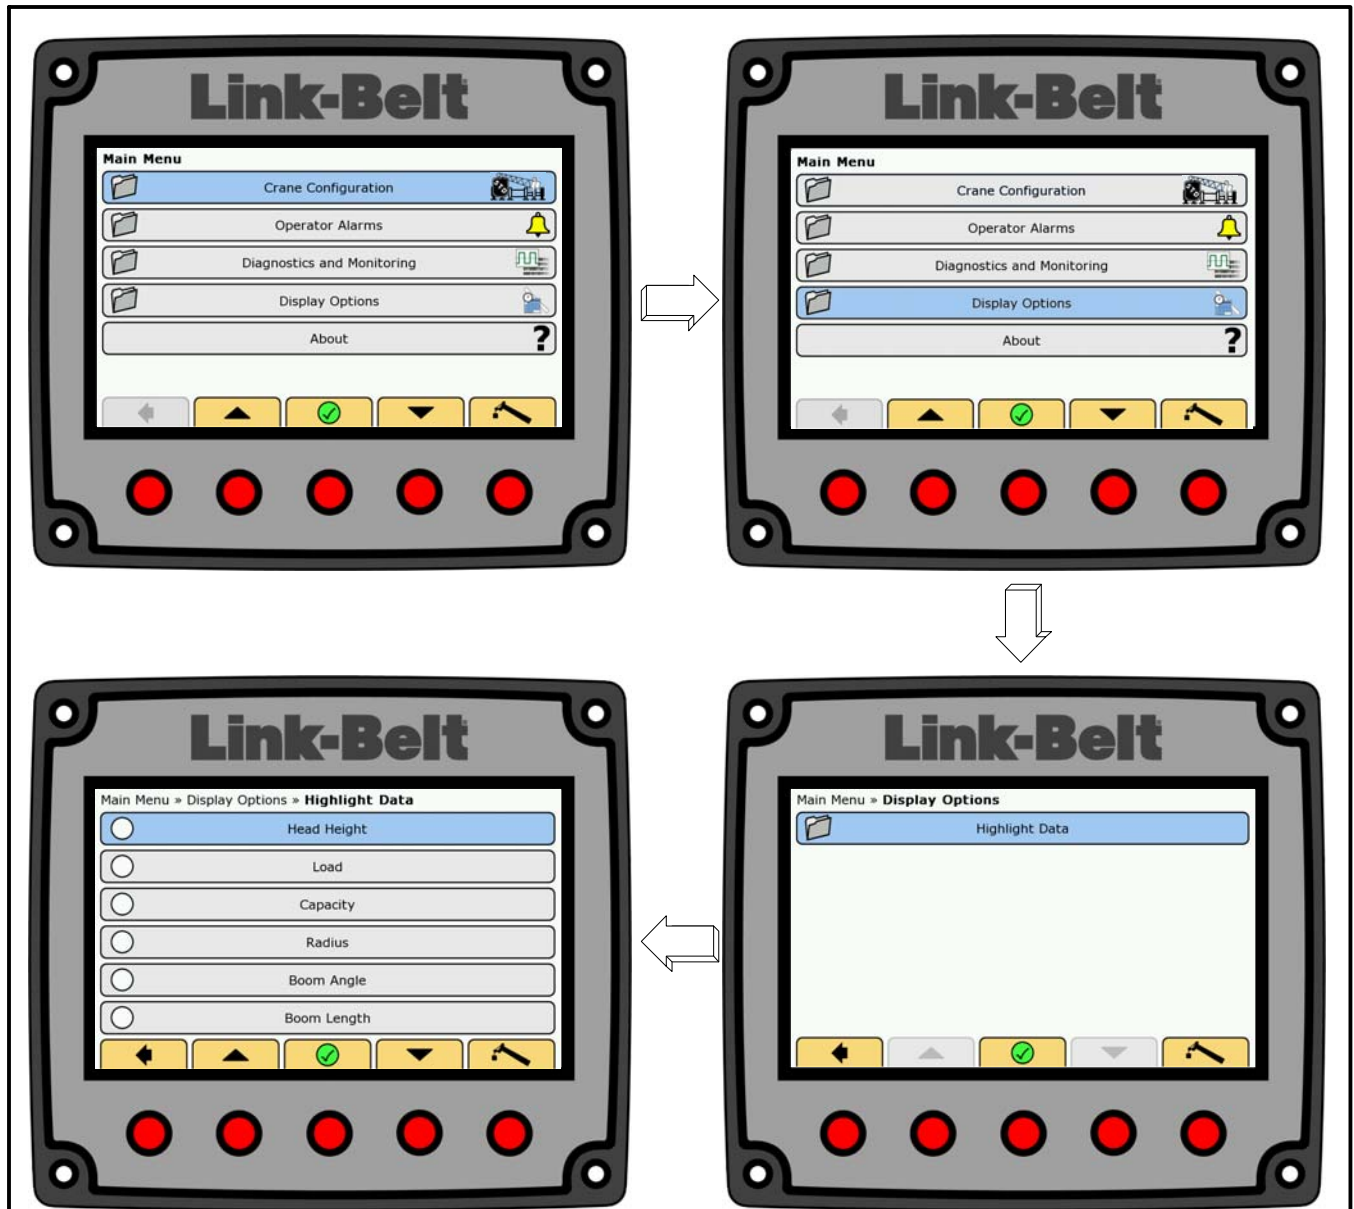 Link-Belt
Main Menu
Crane Configuration
Operator Alarms
Diagnostics and Monitoring
Display Options
About
?
Link-Belt
Main Menu
Crane Configuration
Operator Alarms
Diagnostics and Monitoring
Display Options
About
?
Link-Belt
Main Menu » Display Options
Highlight Data
Link-Belt
Main Menu » Display Options » Highlight Data
Head Height
Load
Capacity
Radius
Boom Angle
Boom Length